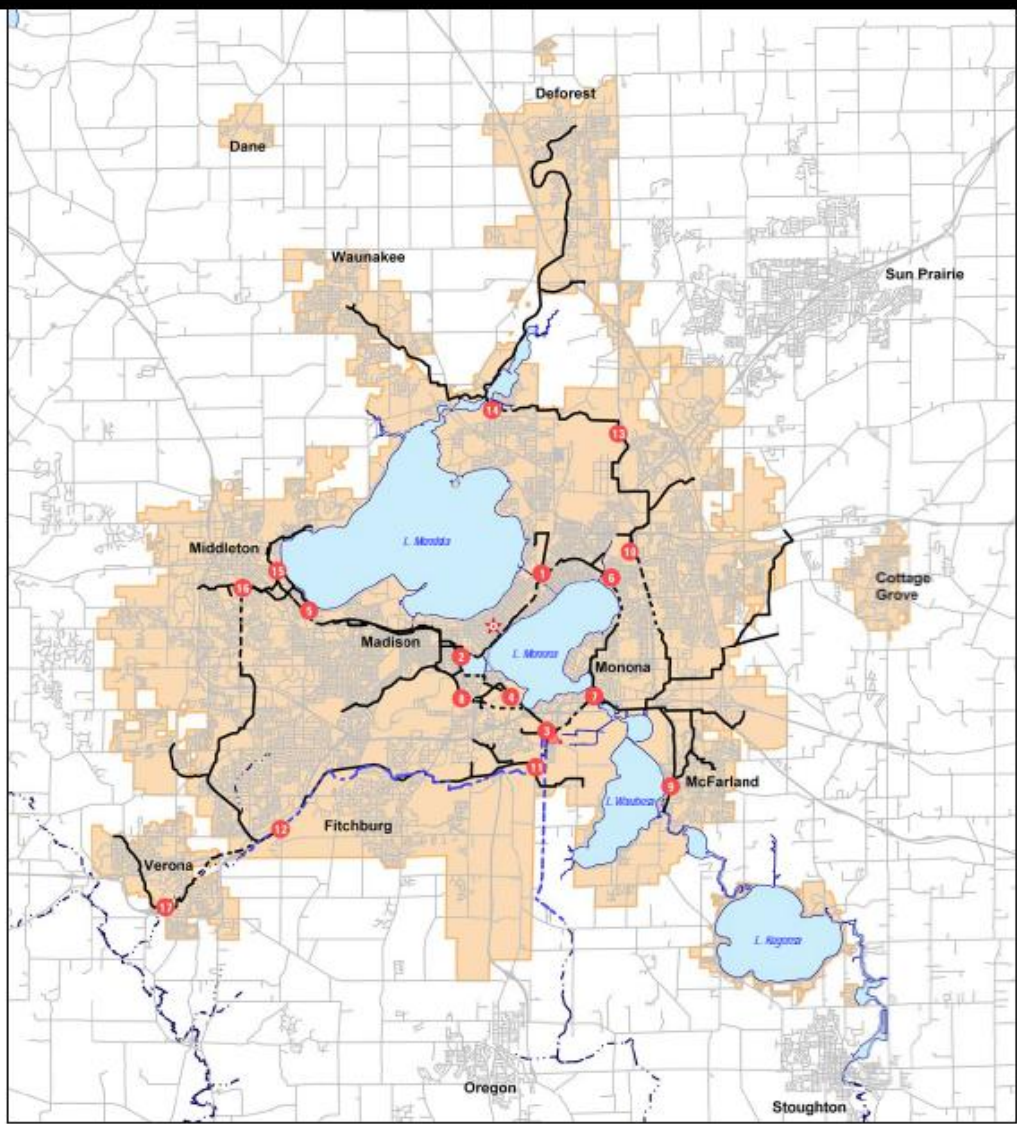 Deforest
Dane
Waunakee
Sun Prairie
14
13
L. Mendota
Middleton
10
15
1
6
16
Cottage
Grove
5
Madison
L. Monona
2
Monona
8
4
7
3
11
McFarland
9
L. Waubesa
12
Fitchburg
Verona
17
L. Kegonsa
Oregon
Stoughton